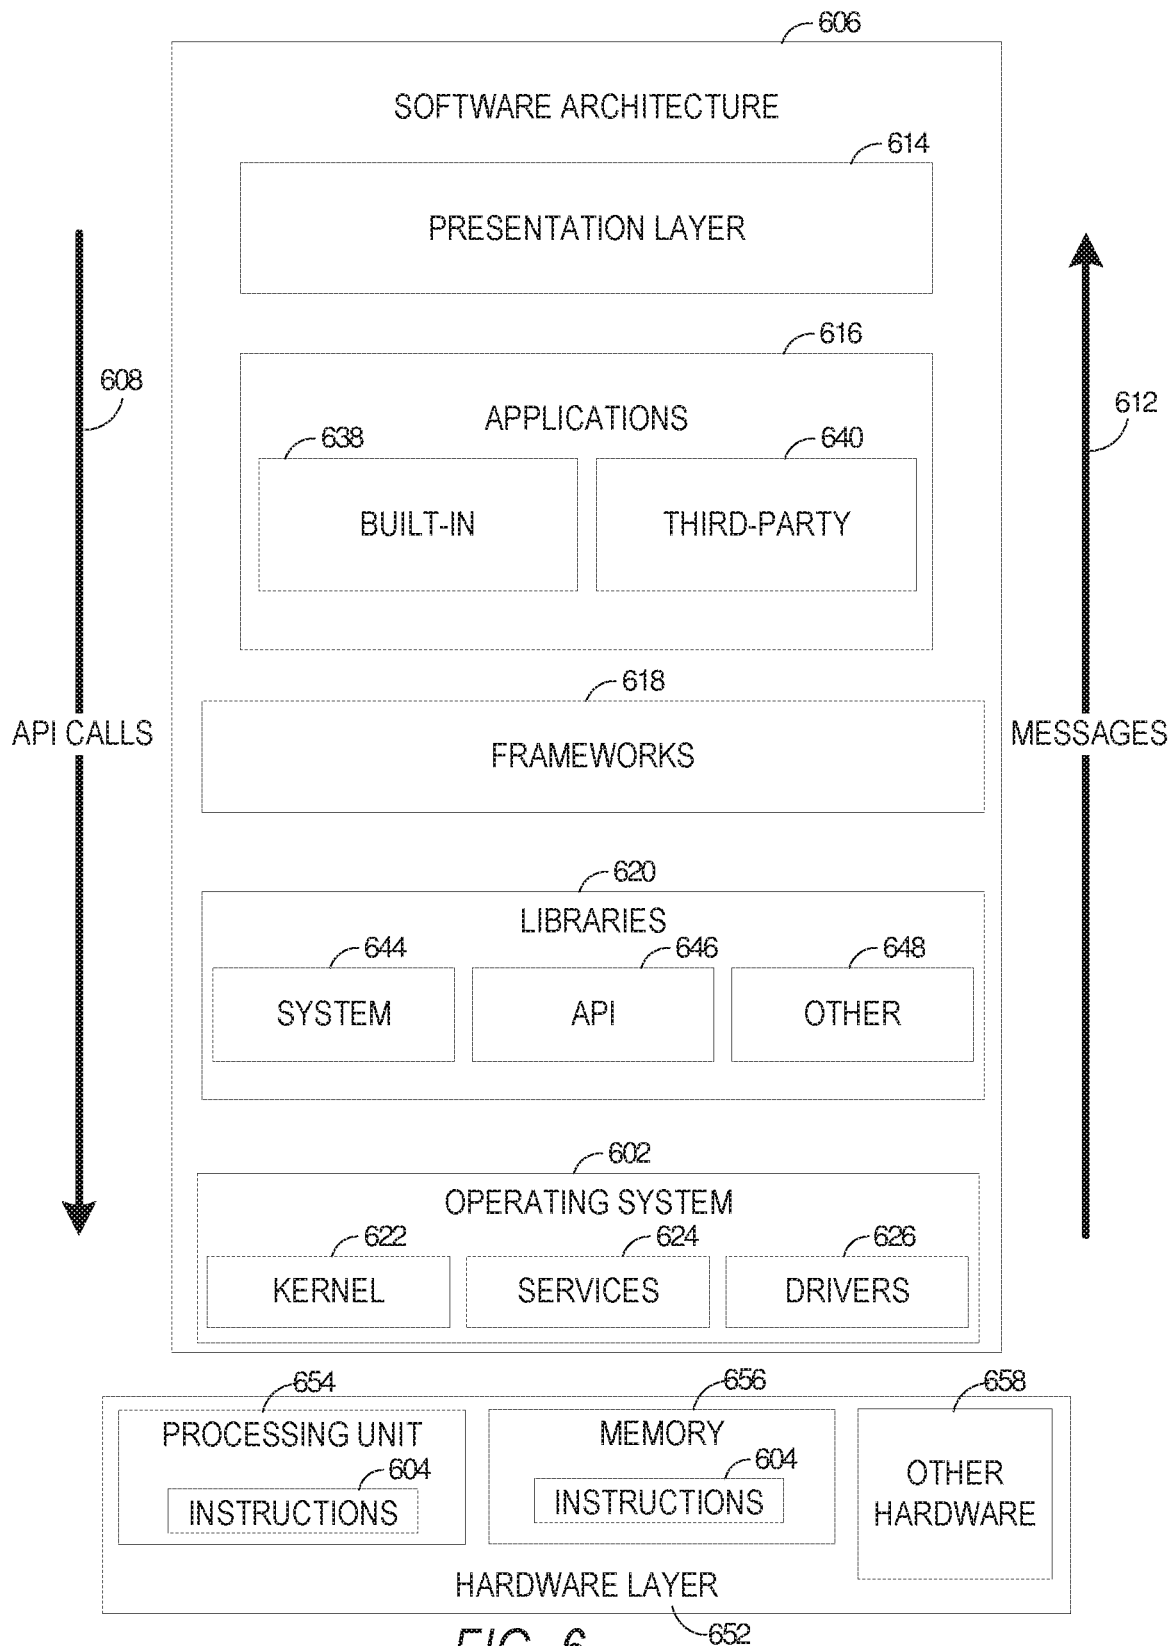 606
SOFTWARE ARCHITECTURE
614
PRESENTATION LAYER
616
608
612
APPLICATIONS
638
640
BUILT-IN
THIRD-PARTY
618
API CALLS
MESSAGES
FRAMEWORKS
620
LIBRARIES
644
646
648
SYSTEM
API
OTHER
602
OPERATING SYSTEM
622
624
626
KERNEL
SERVICES
DRIVERS
654
656
658
PROCESSING UNIT
MEMORY
604
604
OTHER
HARDWARE
INSTRUCTIONS
INSTRUCTIONS
HARDWARE LAYER
652
FIG. 6